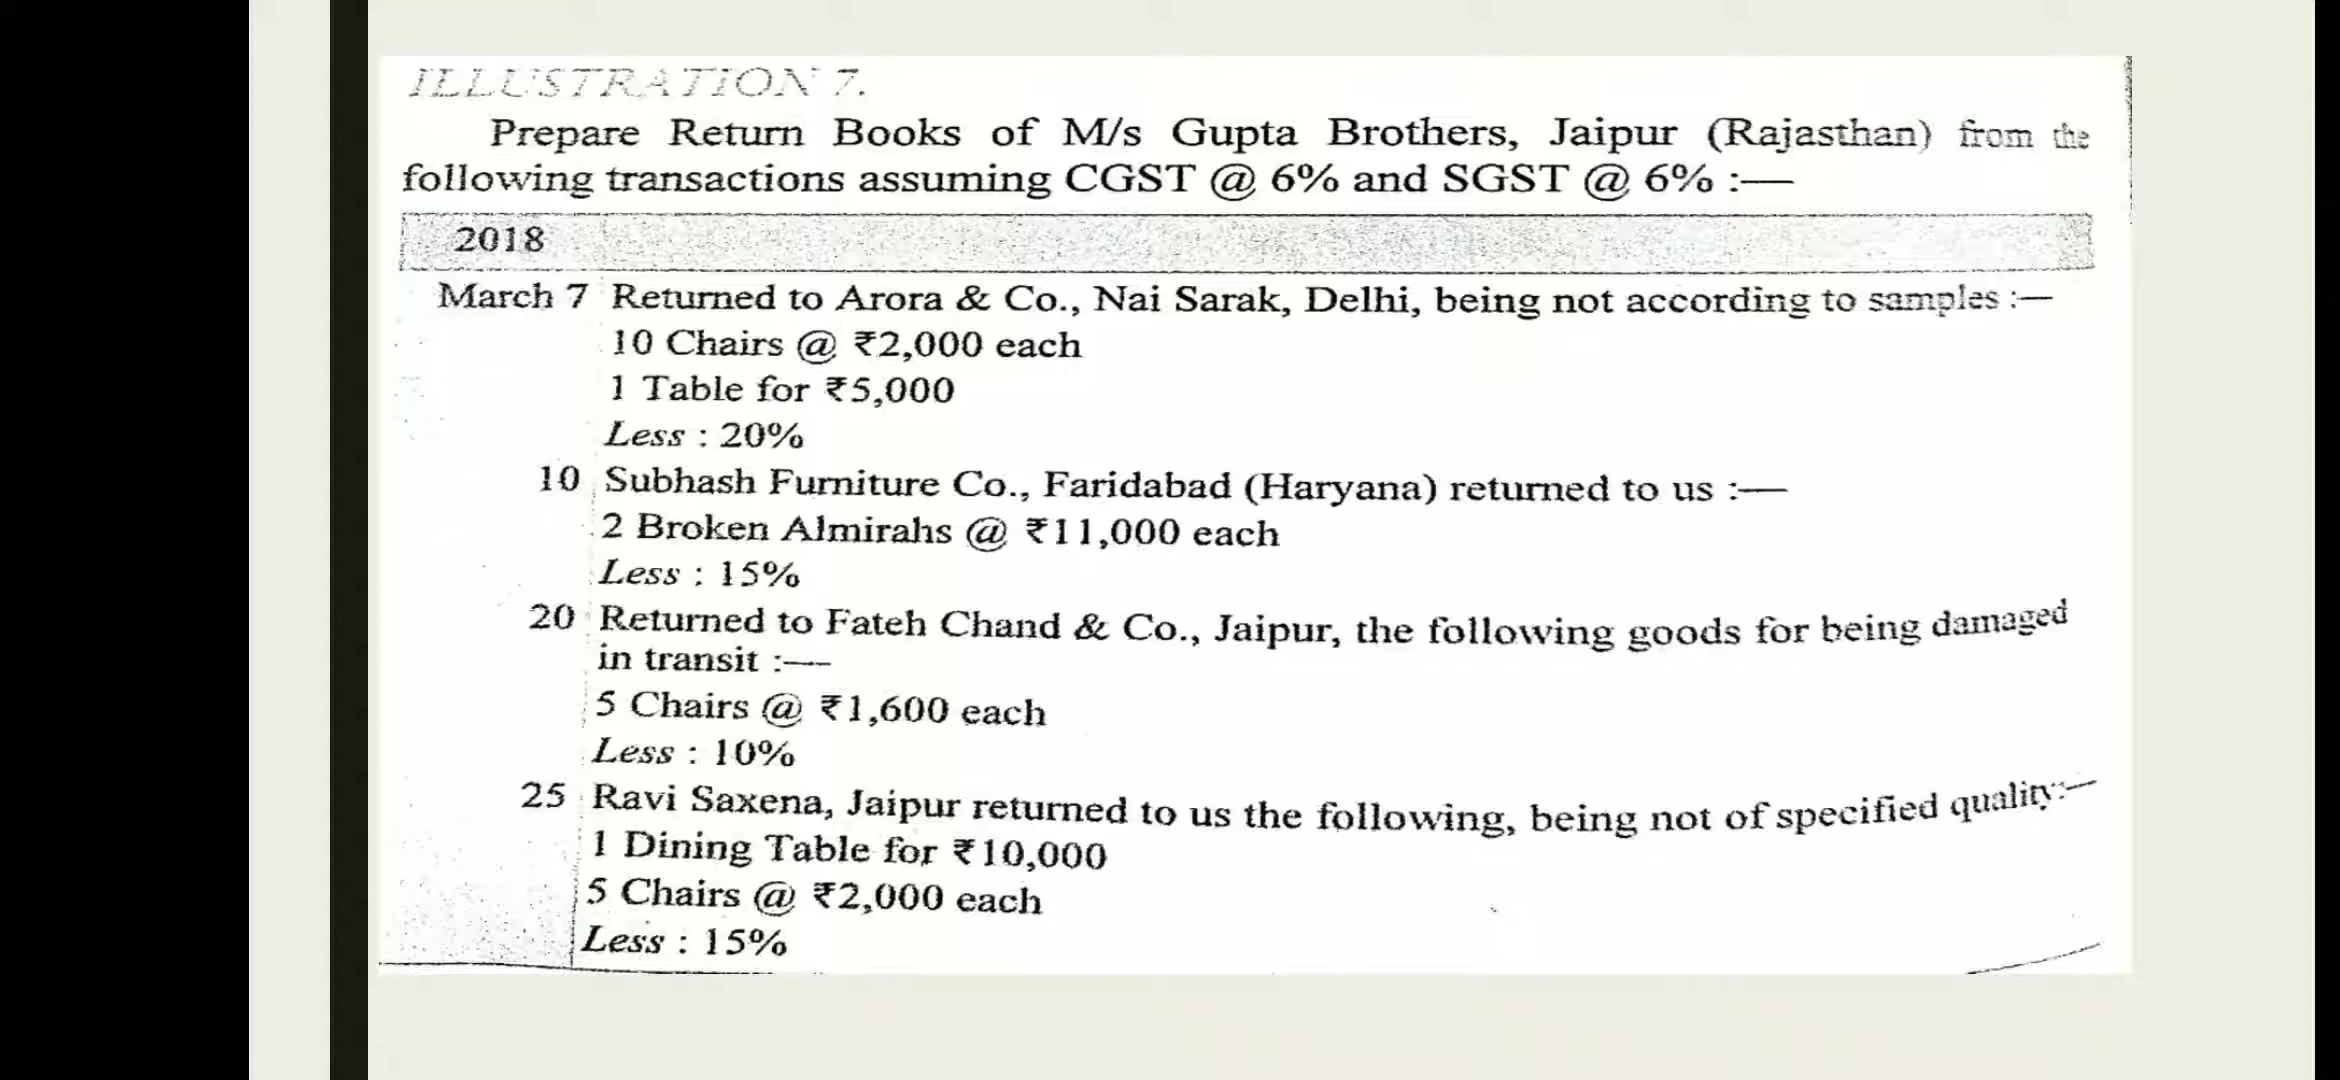 ILLUSTRATION 7.
Prepare Return Books of M/s Gupta Brothers, Jaipur (Rajasthan) from the
following transactions assuming CGST @ 6% and SGST @ 6% :—
2018
March 7 Returned to Arora & Co., Nai Sarak, Delhi, being not according to samples :—
10 Chairs @ ₹2,000 each
1 Table for ₹5,000
Less : 20%
10 Subhash Furniture Co., Faridabad (Haryana) returned to us :—
2 Broken Almirahs @ ₹11,000 each
Less : 15%
20 Returned to Fateh Chand & Co., Jaipur, the following goods for being damaged
in transit :—
5 Chairs @ ₹1,600 each
Less : 10%
25 Ravi Saxena, Jaipur returned to us the following, being not of specified quality:—
1 Dining Table for ₹10,000
5 Chairs @ ₹2,000 each
Less : 15%